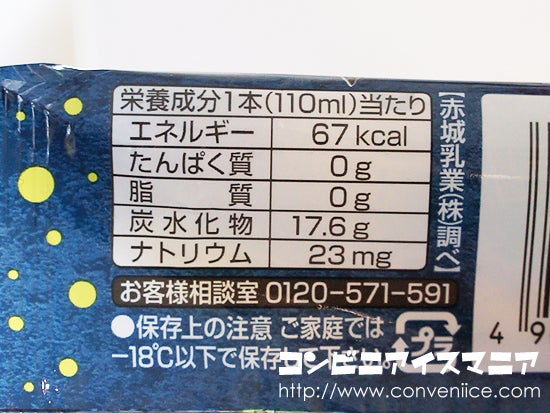 栄養成分1本(110ml)当たり
エネルギー 67kcal
たんぱく質 0g
脂質 0g
炭水化物 17.6g
ナトリウム 23mg
【赤城乳業(株)調べ】
お客様相談室 0120-571-591
●保存上の注意 ご家庭では
-18℃以下で保存
プラ
4 9
コンビニアイスマニア
http://www.conveniice.com